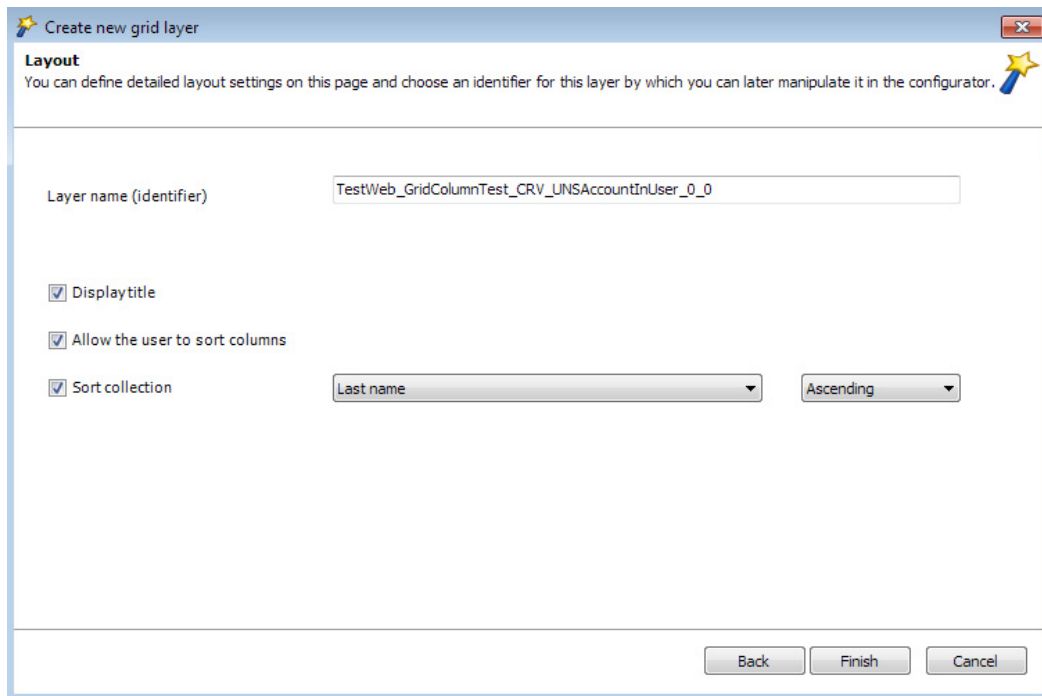 Create new grid layer
Layout
You can define detailed layout settings on this page and choose an identifier for this layer by which you can later manipulate it in the configurator.
Layer name (identifier) TestWeb_GridColumnTest_CRV_UNSAccountInUser_0_0
Display title
Allow the user to sort columns
Sort collection Last name Ascending
Back Finish Cancel